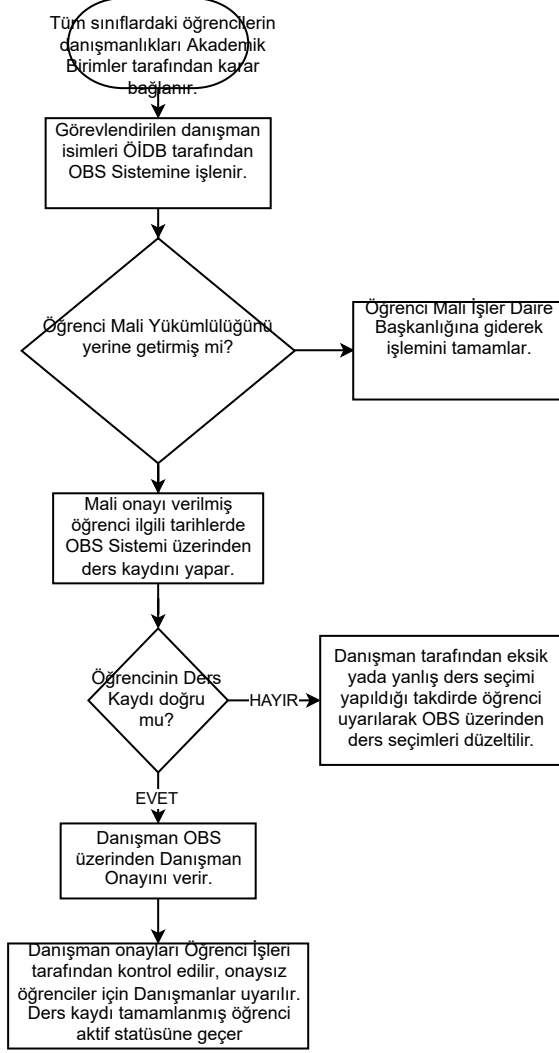 Tüm sınıflardaki öğrencilerin
danışmanlıkları Akademik
Birimler tarafından karar
bağlanır.
Görevlendirilen danışman
isimleri ÖİDB tarafından
OBS Sistemine işlenir.
Öğrenci Mali Yükümlülüğünü
yerine getirmiş mi?
Öğrenci Mali İşler Daire
Başkanlığına giderek
işlemini tamamlar.
Mali onayı verilmiş
öğrenci ilgili tarihlerde
OBS Sistemi üzerinden
ders kaydını yapar.
Öğrencinin Ders
Kaydı doğru
mu?
HAYIR
Danışman tarafından eksik
yada yanlış ders seçimi
yapıldığı takdirde öğrenci
uyarılarak OBS üzerinden
ders seçimleri düzeltilir.
EVET
Danışman OBS
üzerinden Danışman
Onayını verir.
Danışman onayları Öğrenci İşleri
tarafından kontrol edilir, onaysız
öğrenciler için Danışmanlar uyarılır.
Ders kaydı tamamlanmış öğrenci
aktif statüsüne geçer